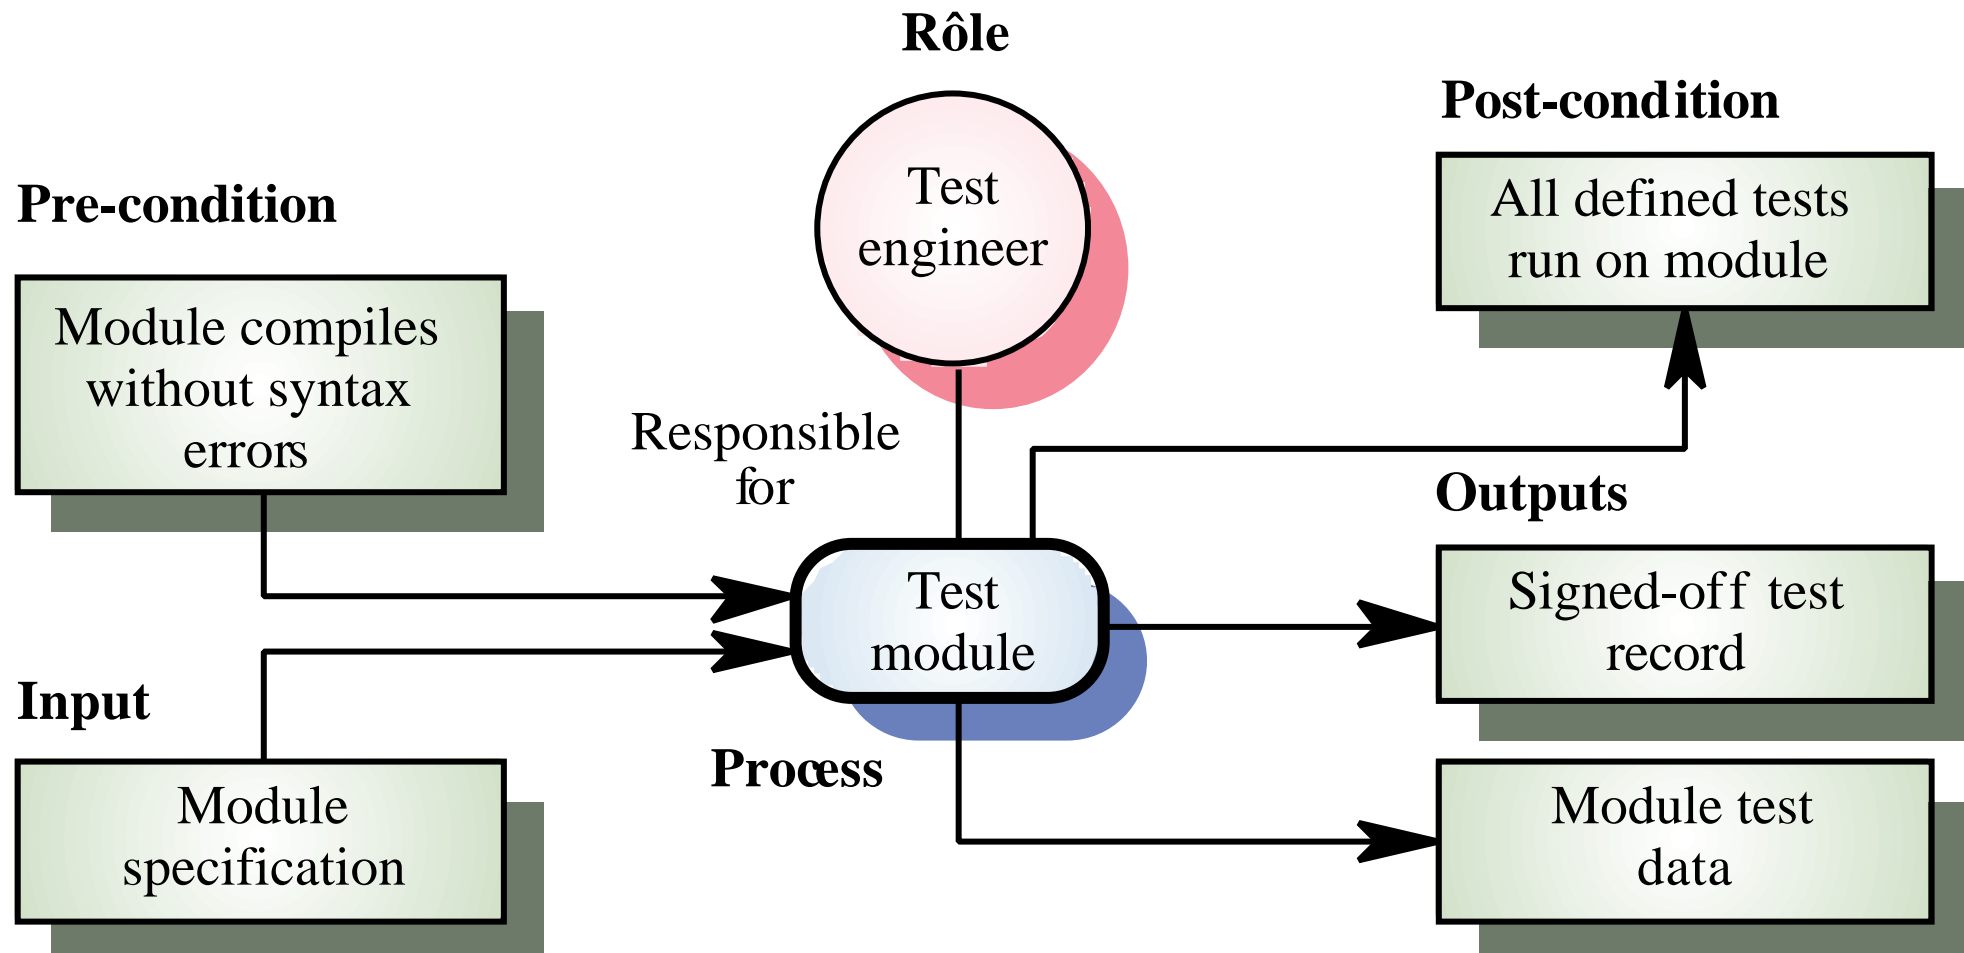 Rôle
Test
engineer
Post-condition
All defined tests
run on module
Pre-condition
Module compiles
without syntax
errors
Responsible
for
Outputs
Signed-off test
record
Test
module
Input
Module
specification
Process
Module test
data